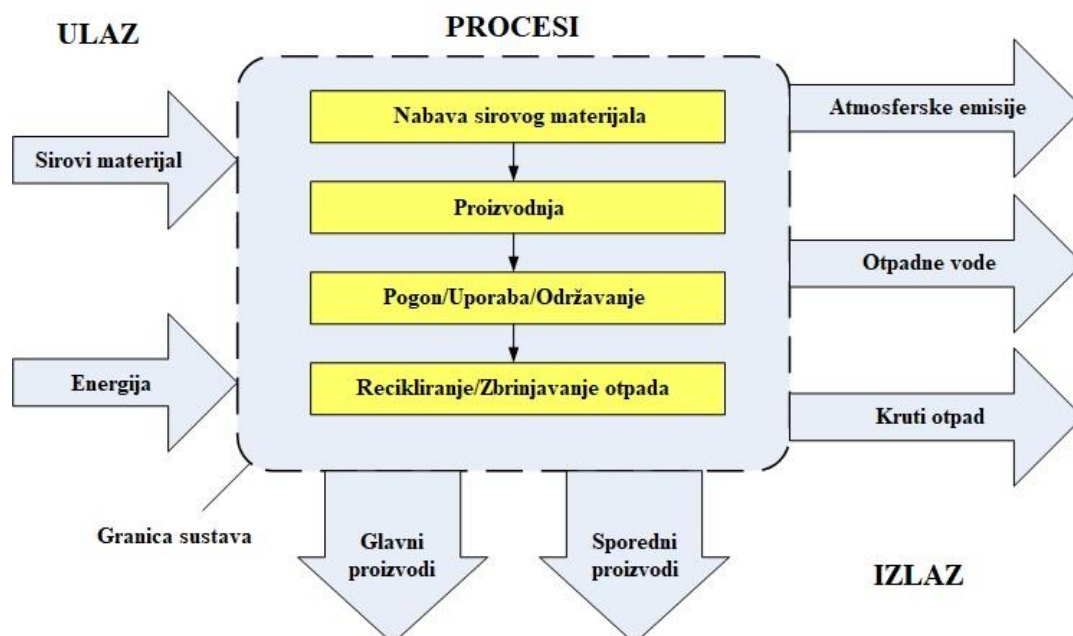 ULAZ
PROCESI
Sirovi materijal
Energija
Granica sustava
Nabava sirovog materijala
Proizvodnja
Pogon/Uporaba/Održavanje
Recikliranje/Zbrinjavanje otpada
Atmosferske emisije
Otpadne vode
Kruti otpad
Glavni
proizvodi
Sporedni
proizvodi
IZLAZ